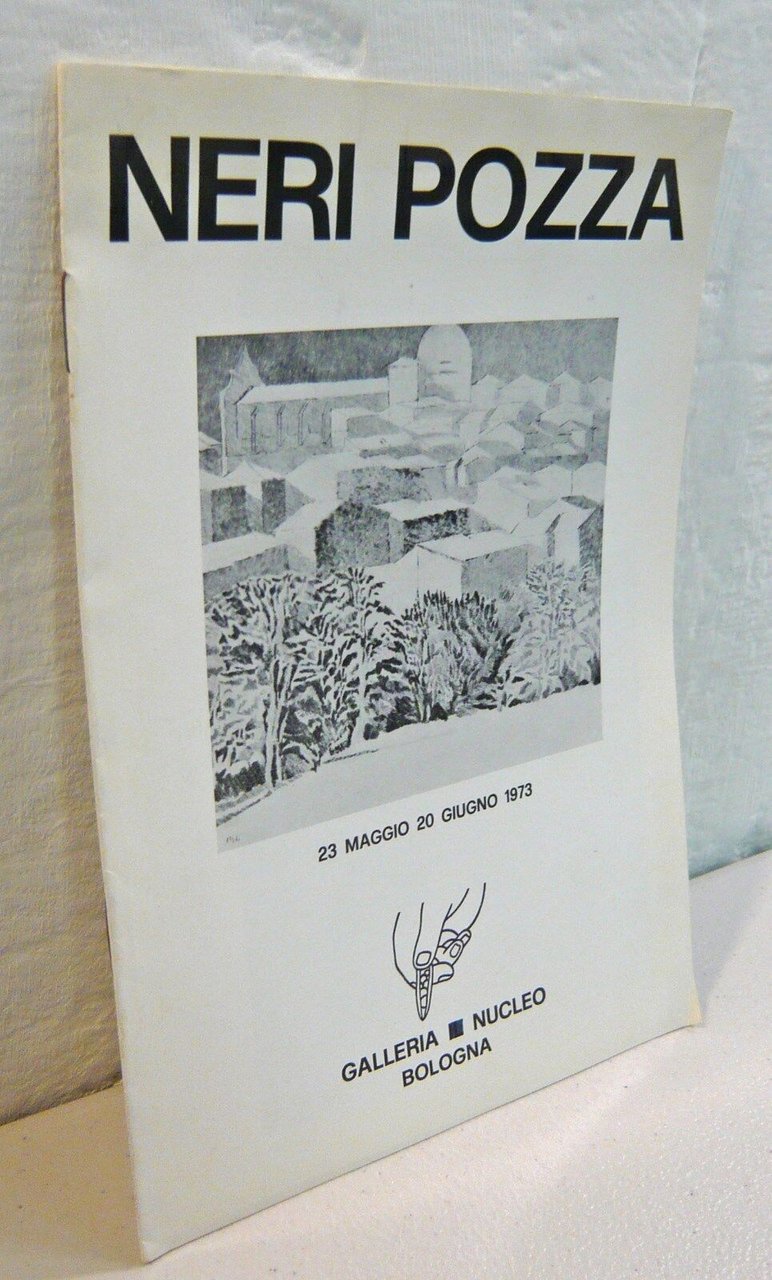 NERI POZZA
23 MAGGIO 20 GIUGNO 1973
GALLERIA NUCLEO
BOLOGNA